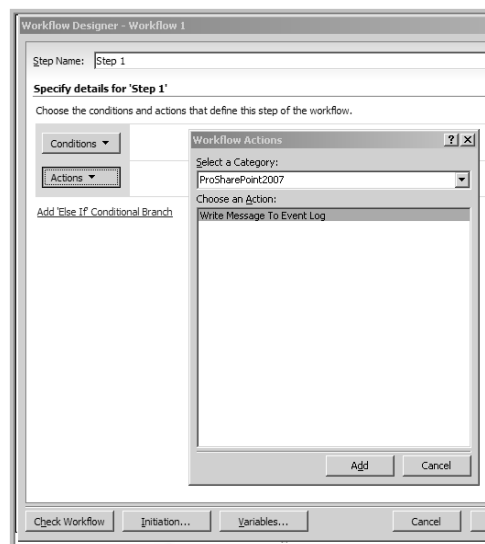 Workflow Designer - Workflow 1
Step Name: Step 1
Specify details for 'Step 1'
Choose the conditions and actions that define this step of the workflow.
Conditions
Actions
Add 'Else If' Conditional Branch
Workflow Actions
Select a Category:
ProSharePoint2007
Choose an Action:
Write Message To Event Log
Add Cancel
Check Workflow Initiation... Variables... Cancel